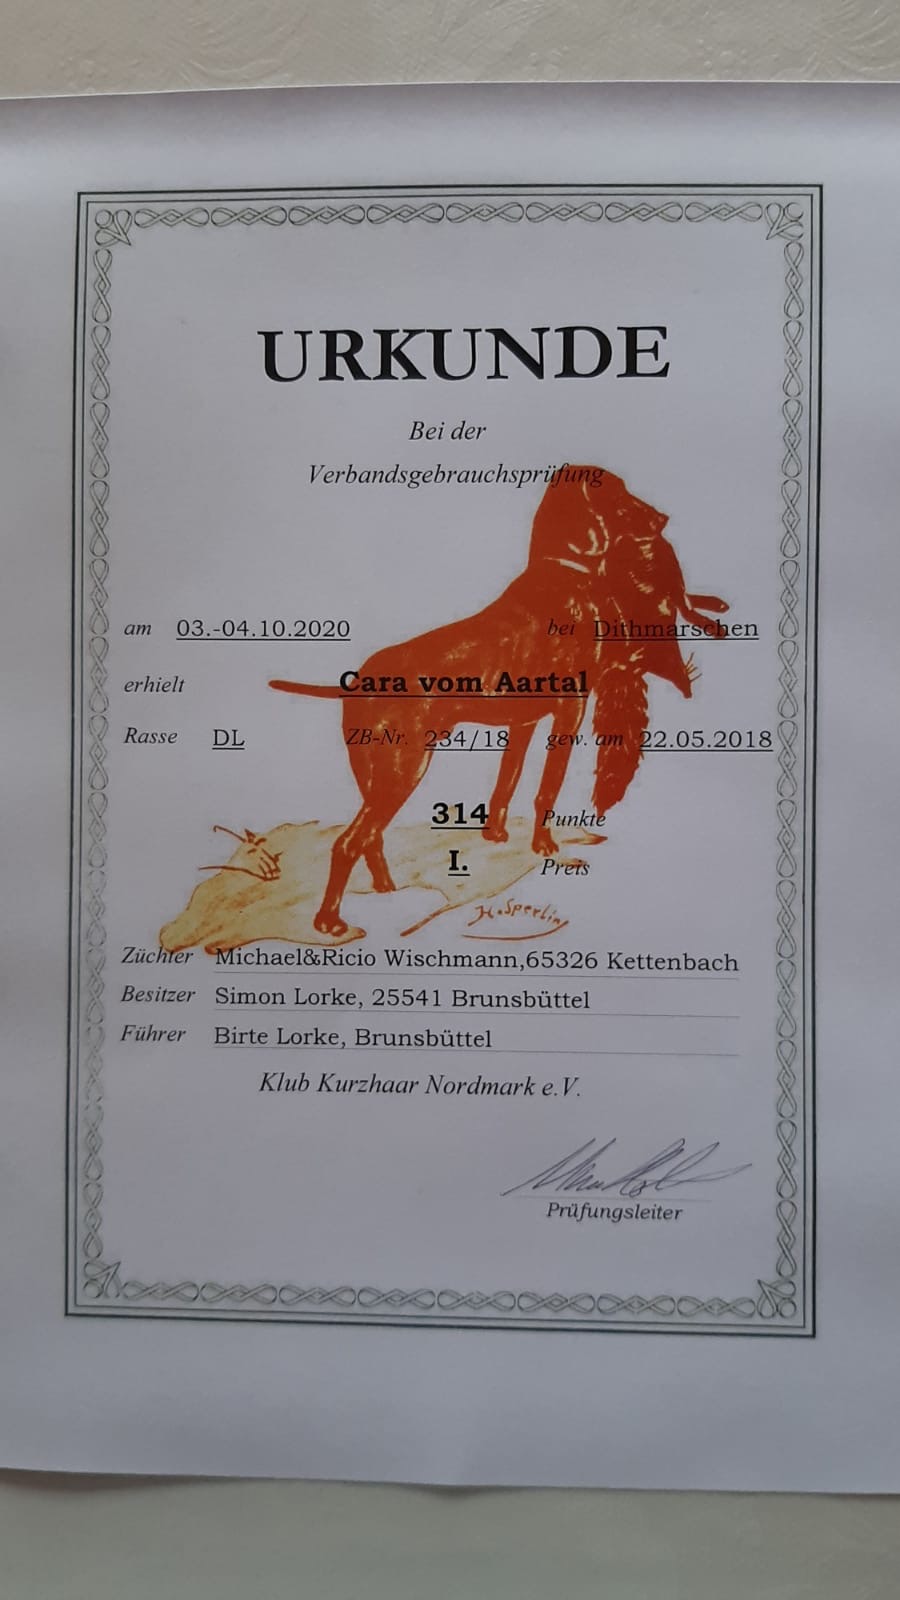 URKUNDE
Bei der
Verbandsgebrauchsprüfung
am 03.-04.10.2020 bei Dithmarschen
erhielt Cara vom Aartal
Rasse DL ZB-Nr. 234/18 gew. am 22.05.2018
314 Punkte
I. Preis
H. Sperling
Züchter Michael&Ricio Wischmann,65326 Kettenbach
Besitzer Simon Lorke, 25541 Brunsbüttel
Führer Birte Lorke, Brunsbüttel
Klub Kurzhaar Nordmark e.V.
Prüfungsleiter